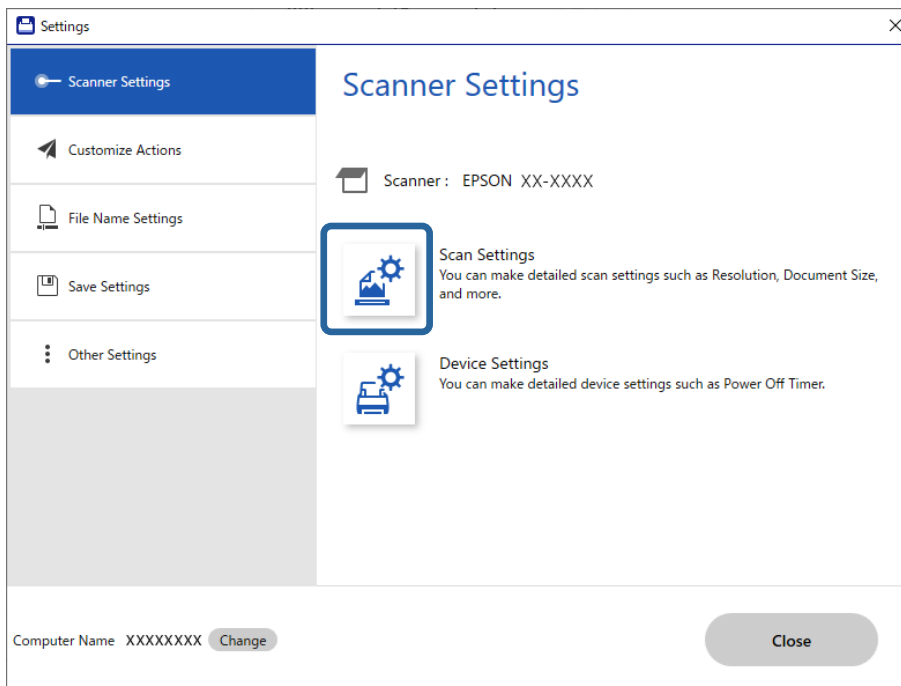 Settings
Scanner Settings
Customize Actions
File Name Settings
Save Settings
Other Settings
Scanner Settings
Scanner : EPSON XX-XXXX
Scan Settings
You can make detailed scan settings such as Resolution, Document Size,
and more.
Device Settings
You can make detailed device settings such as Power Off Timer.
Computer Name XXXXXXXX Change
Close